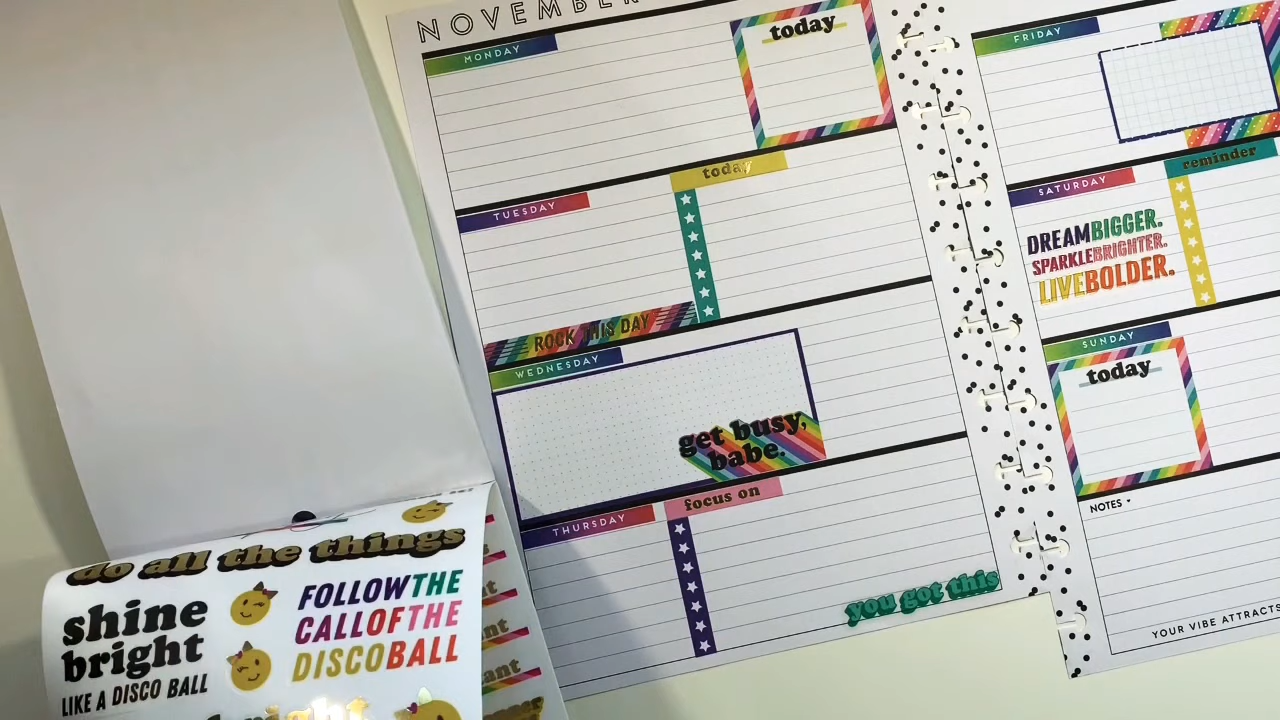 NOVEMBER
MONDAY
today
today
TUESDAY
ROCK THIS DAY
WEDNESDAY
get busy,
babe.
THURSDAY
focus on
you got this
FRIDAY
reminder
SATURDAY
DREAMBIGGER.
SPARKLEBRIGHTER.
LIVEBOLDER.
SUNDAY
today
NOTES
YOUR VIBE ATTRACTS
do all the things
shine
bright
LIKE A DISCO BALL
FOLLOWTHE
CALLOFTHE
DISCOBALL